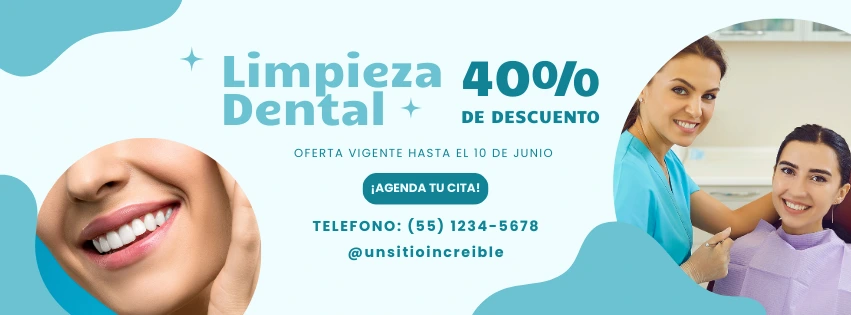 Limpieza
Dental
40%
DE DESCUENTO
OFERTA VIGENTE HASTA EL 10 DE JUNIO
¡AGENDA TU CITA!
TELEFONO: (55) 1234-5678
@unsitioincreible